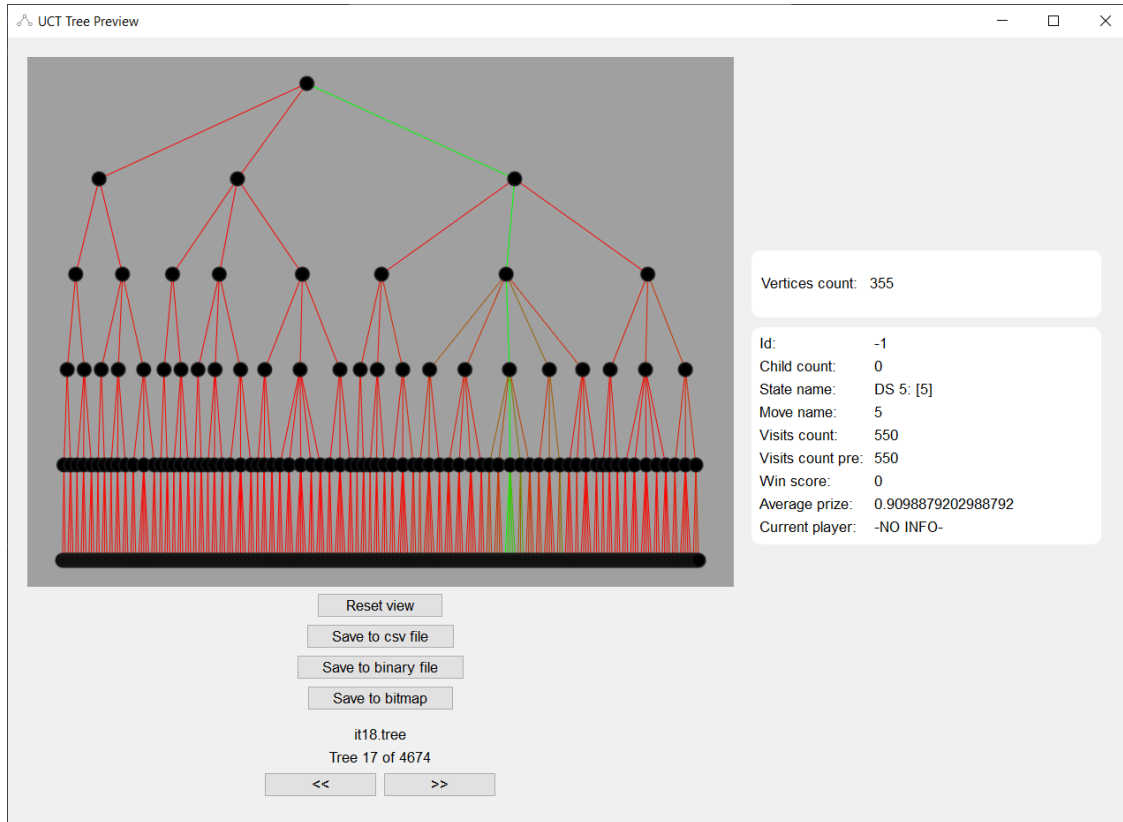 UCT Tree Preview
Vertices count: 355
Id: -1
Child count: 0
State name: DS 5: [5]
Move name: 5
Visits count: 550
Visits count pre: 550
Win score: 0
Average prize: 0.9098879202988792
Current player: -NO INFO-
Reset view
Save to csv file
Save to binary file
Save to bitmap
it18.tree
Tree 17 of 4674
<< >>